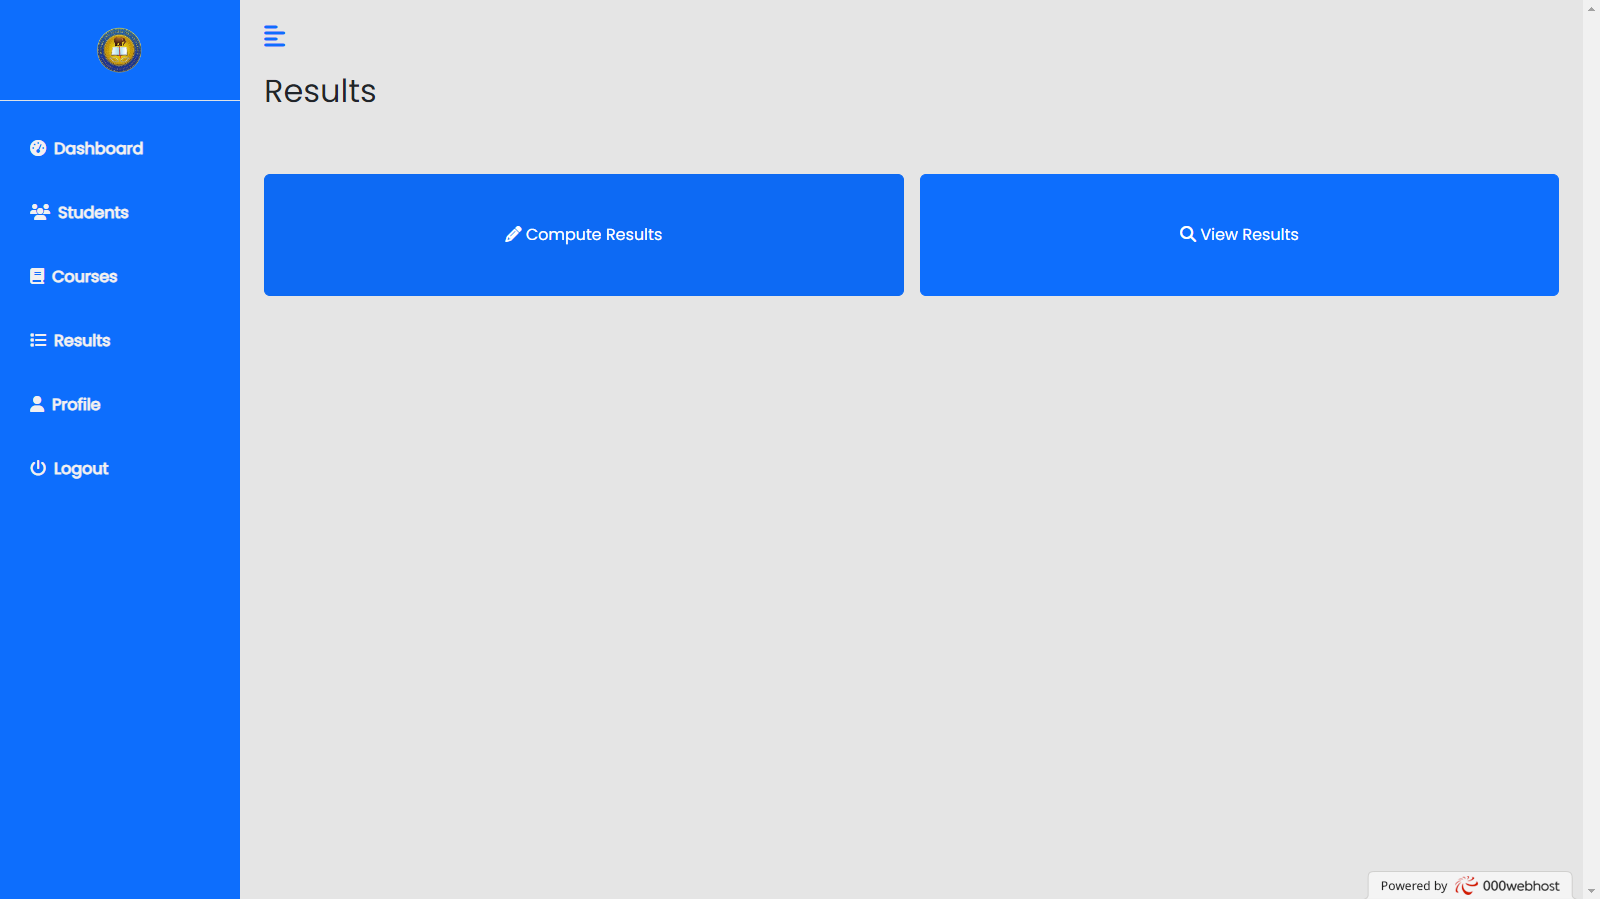 Results
Dashboard
Students
Courses
Results
Profile
Logout
Compute Results
View Results
Powered by 000webhost